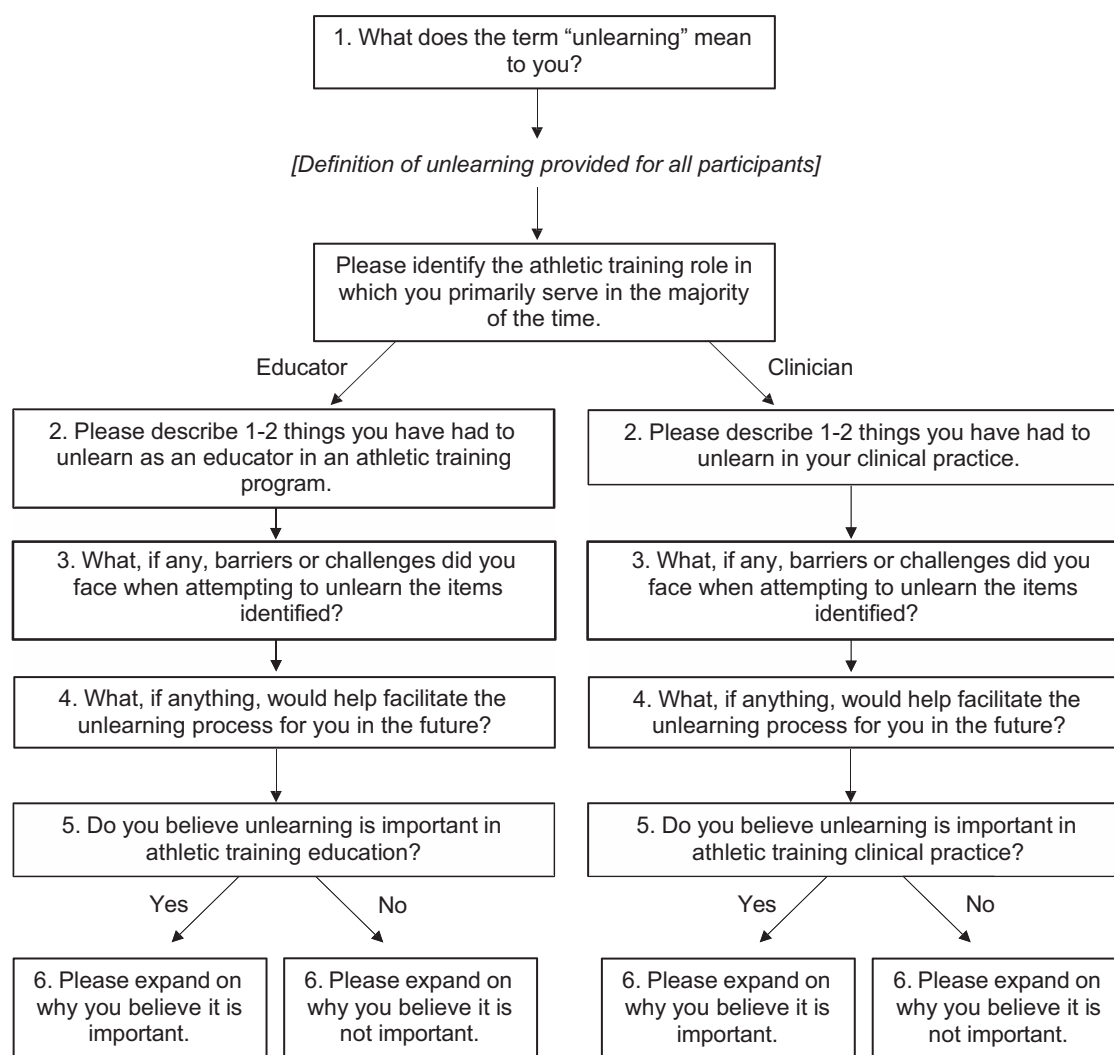 1. What does the term “unlearning” mean
to you?
[Definition of unlearning provided for all participants]
Please identify the athletic training role in
which you primarily serve in the majority
of the time.
Educator
Clinician
2. Please describe 1-2 things you have had to
unlearn as an educator in an athletic training
program.
2. Please describe 1-2 things you have had to
unlearn in your clinical practice.
3. What, if any, barriers or challenges did you
face when attempting to unlearn the items
identified?
3. What, if any, barriers or challenges did you
face when attempting to unlearn the items
identified?
4. What, if anything, would help facilitate the
unlearning process for you in the future?
4. What, if anything, would help facilitate the
unlearning process for you in the future?
5. Do you believe unlearning is important in
athletic training education?
5. Do you believe unlearning is important in
athletic training clinical practice?
Yes
No
Yes
No
6. Please expand on
why you believe it is
important.
6. Please expand on
why you believe it is
not important.
6. Please expand on
why you believe it is
important.
6. Please expand on
why you believe it is
not important.